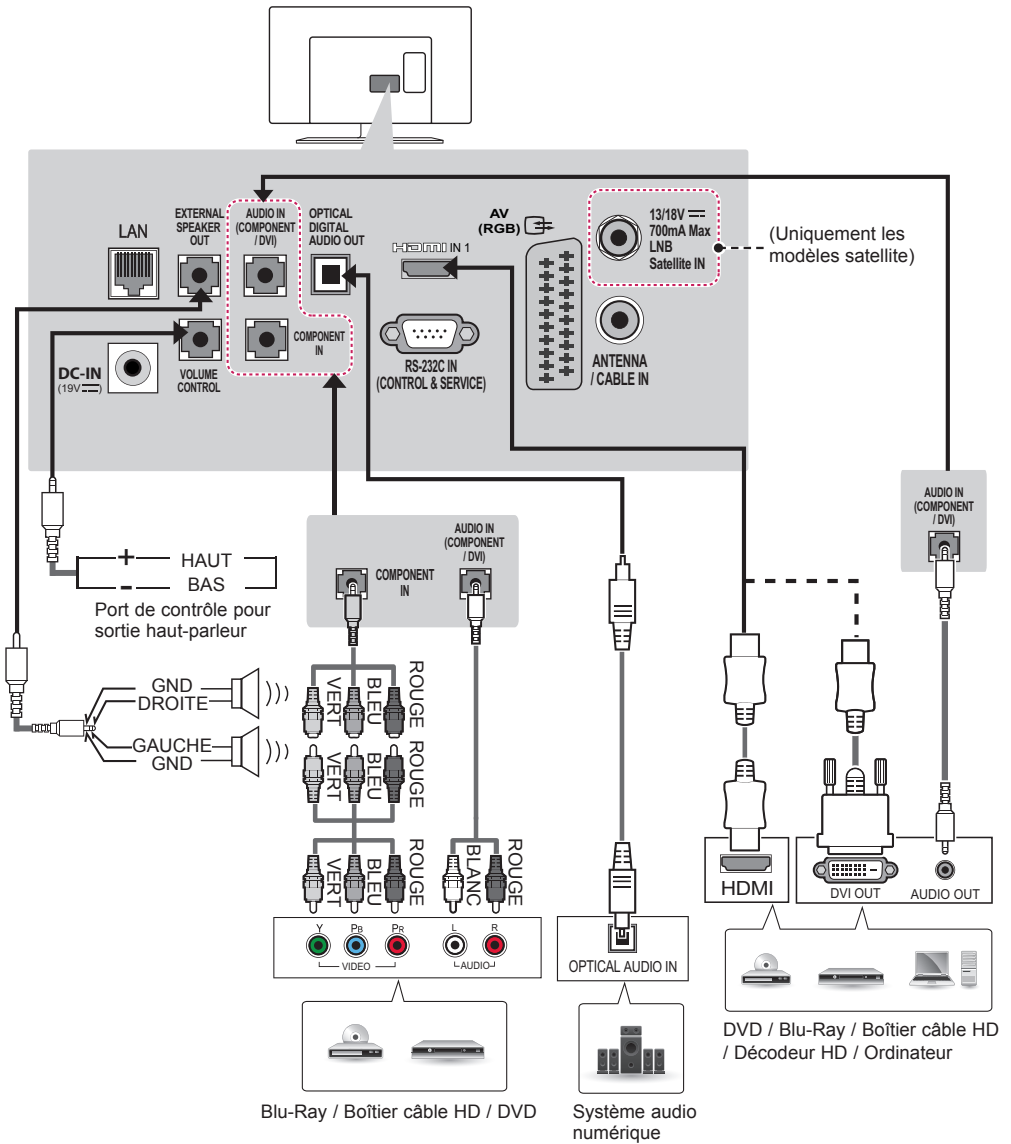 LAN
EXTERNAL
SPEAKER
OUT
AUDIO IN
(COMPONENT
/ DVI)
OPTICAL
DIGITAL
AUDIO OUT
HDMI IN 1
AV
(RGB)
13/18V
700mA Max
LNB
Satellite IN
(Uniquement les
modèles satellite)
DC-IN
(19V)
VOLUME
CONTROL
COMPONENT
IN
RS-232C IN
(CONTROL & SERVICE)
ANTENNA
/ CABLE IN
AUDIO IN
(COMPONENT
/ DVI)
AUDIO IN
(COMPONENT
/ DVI)
COMPONENT
IN
+ HAUT
- BAS
Port de contrôle pour
sortie haut-parleur
GND
DROITE
GAUCHE
GND
VERT
BLEU
ROUGE
VERT
BLEU
ROUGE
VERT
BLEU
ROUGE
BLANC
ROUGE
Y PB PR
VIDEO
L R
AUDIO
OPTICAL AUDIO IN
HDMI
DVI OUT
AUDIO OUT
Blu-Ray / Boîtier câble HD / DVD
Système audio
numérique
DVD / Blu-Ray / Boîtier câble HD
/ Décodeur HD / Ordinateur